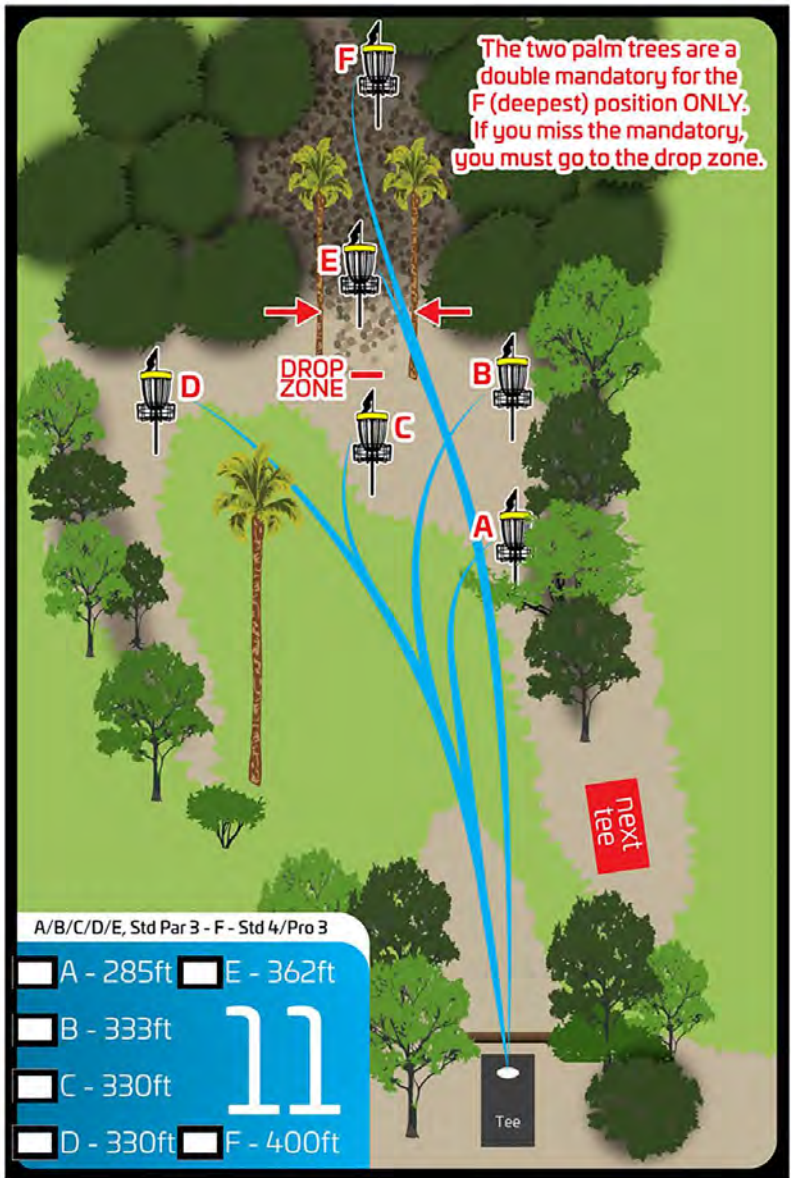 The two palm trees are a
double mandatory for the
F (deepest) position ONLY.
If you miss the mandatory,
you must go to the drop zone.
F
E
DROP
ZONE
D
B
C
A
next
tee
A/B/C/D/E, Std Par 3 - F - Std 4/Pro 3
A - 285ft
E - 362ft
B - 333ft
C - 330ft
D - 330ft
F - 400ft
11
Tee